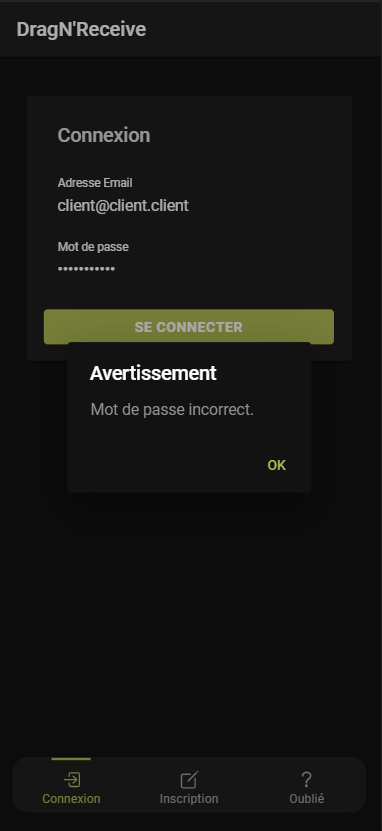 DragN'Receive
Connexion
Adresse Email
client@client.client
Mot de passe
•••••••••••
SE CONNECTER
Avertissement
Mot de passe incorrect.
OK
Connexion
Inscription
Oublié